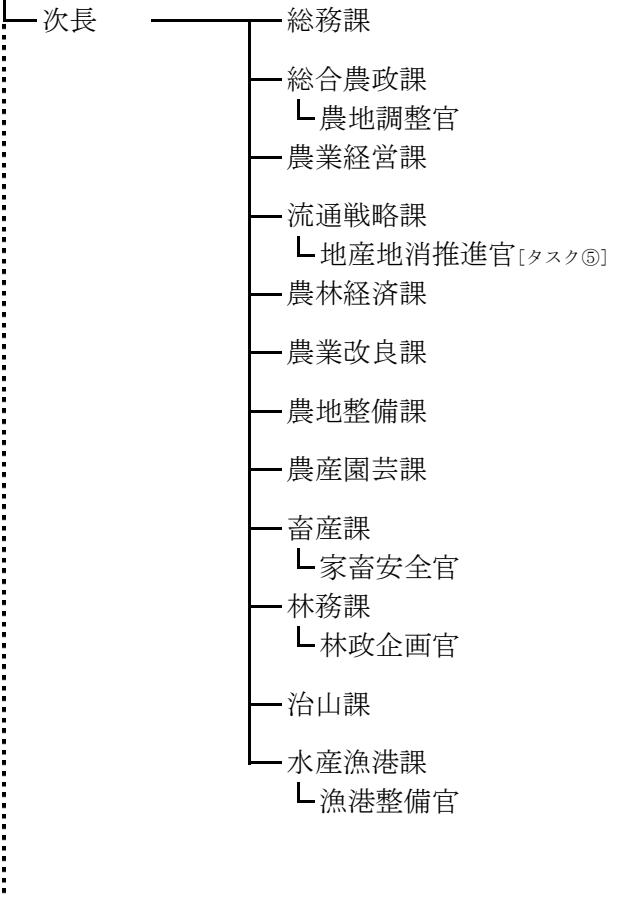 次長　総務課
総合農政課
農地調整官
農業経営課
流通戦略課
地産地消推進官[タスク⑤]
農林経済課
農業改良課
農地整備課
農産園芸課
畜産課
家畜安全官
林務課
林政企画官
治山課
水産漁港課
漁港整備官